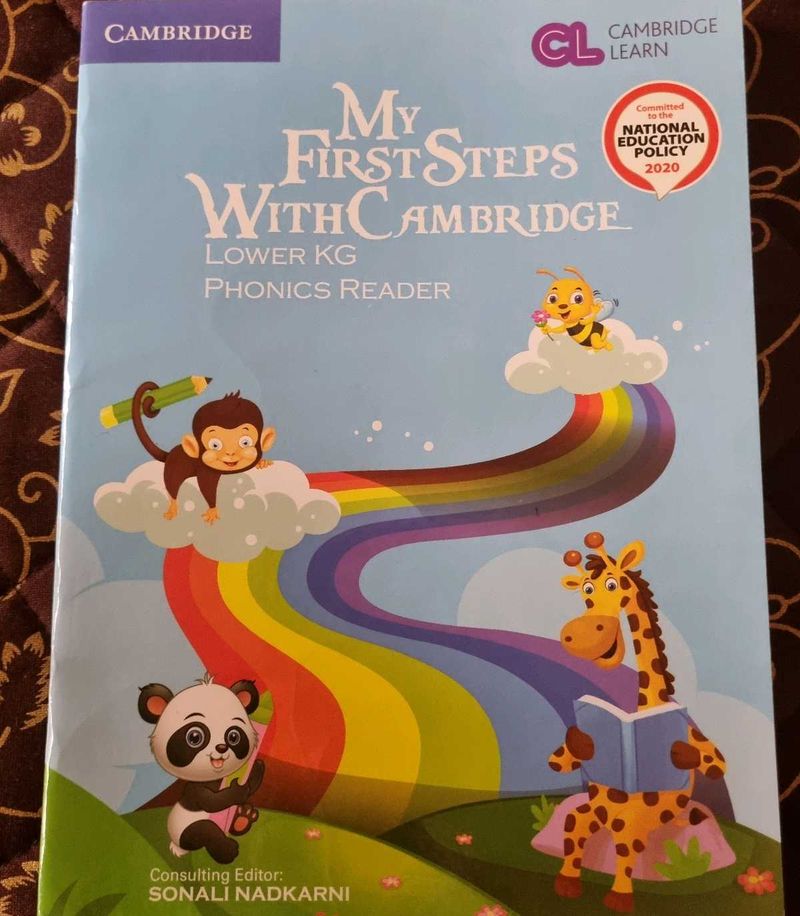 CAMBRIDGE
CL
CAMBRIDGE
LEARN
Committed
to the
NATIONAL
EDUCATION
POLICY
2020
MY
FIRST STEPS
WITH CAMBRIDGE
LOWER KG
PHONICS READER
Consulting Editor:
SONALI NADKARNI